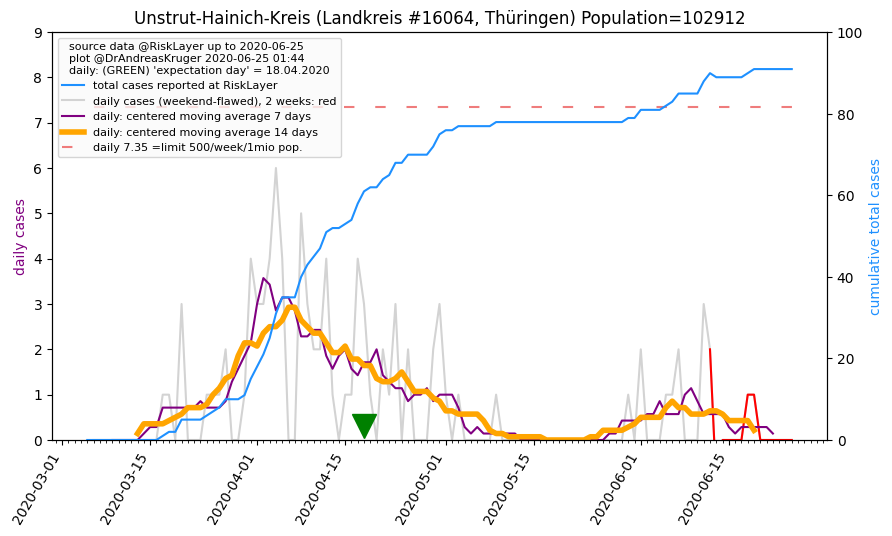 Unstrut-Hainich-Kreis (Landkreis #16064, Thüringen) Population=102912
source data @RiskLayer up to 2020-06-25
plot @DrAndreasKruger 2020-06-25 01:44
daily: (GREEN) 'expectation day' = 18.04.2020
total cases reported at RiskLayer
daily cases (weekend-flawed), 2 weeks: red
daily: centered moving average 7 days
daily: centered moving average 14 days
daily 7.35 =limit 500/week/1mio pop.
daily cases
9
8
7
6
5
4
3
2
1
0
100
80
60
40
20
0
cumulative total cases
2020-03-01
2020-03-15
2020-04-01
2020-04-15
2020-05-01
2020-05-15
2020-06-01
2020-06-15